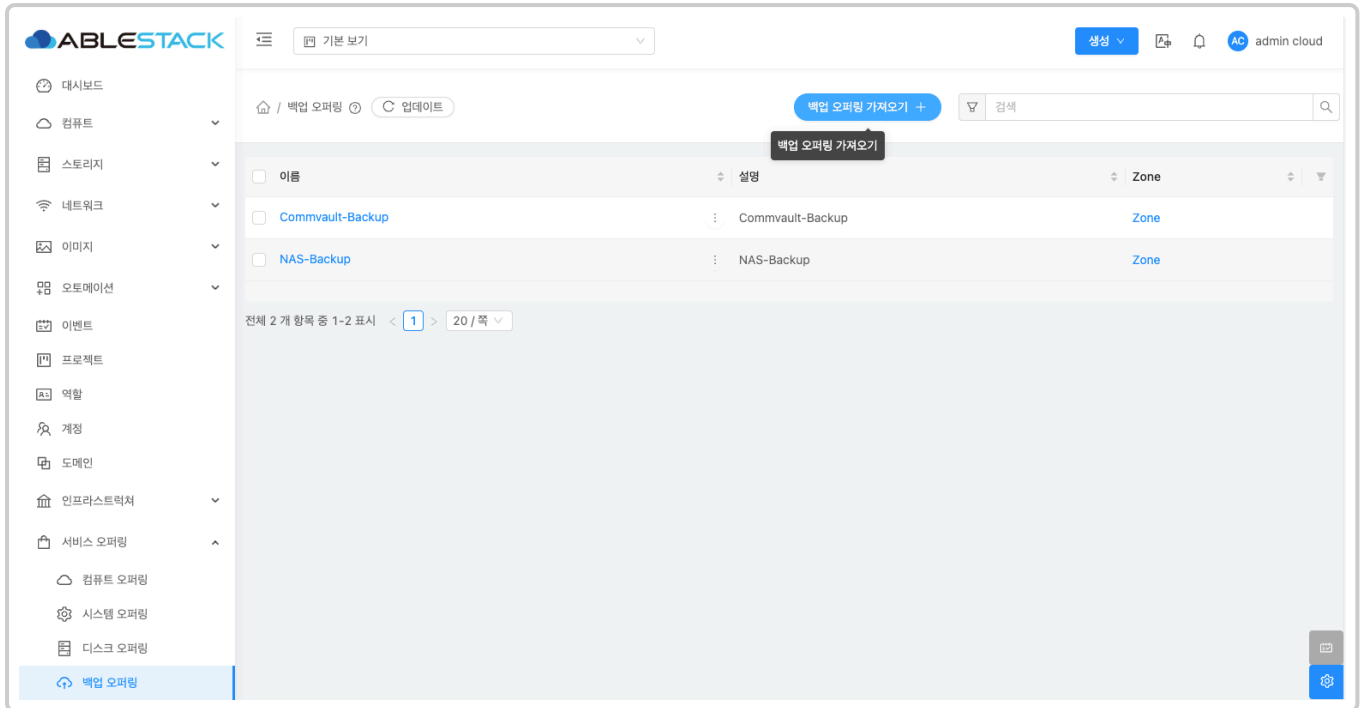 ABLESTACK
기본 보기
생성
AC admin cloud
대시보드
컴퓨트
스토리지
네트워크
이미지
오토메이션
이벤트
프로젝트
역할
계정
도메인
인프라스트럭쳐
서비스 오퍼링
컴퓨트 오퍼링
시스템 오퍼링
디스크 오퍼링
백업 오퍼링
/ 백업 오퍼링 업데이트
백업 오퍼링 가져오기 +
검색
백업 오퍼링 가져오기
이름 설명 Zone
Commvault-Backup Commvault-Backup Zone
NAS-Backup NAS-Backup Zone
전체 2 개 항목 중 1-2 표시 < 1 > 20 / 쪽